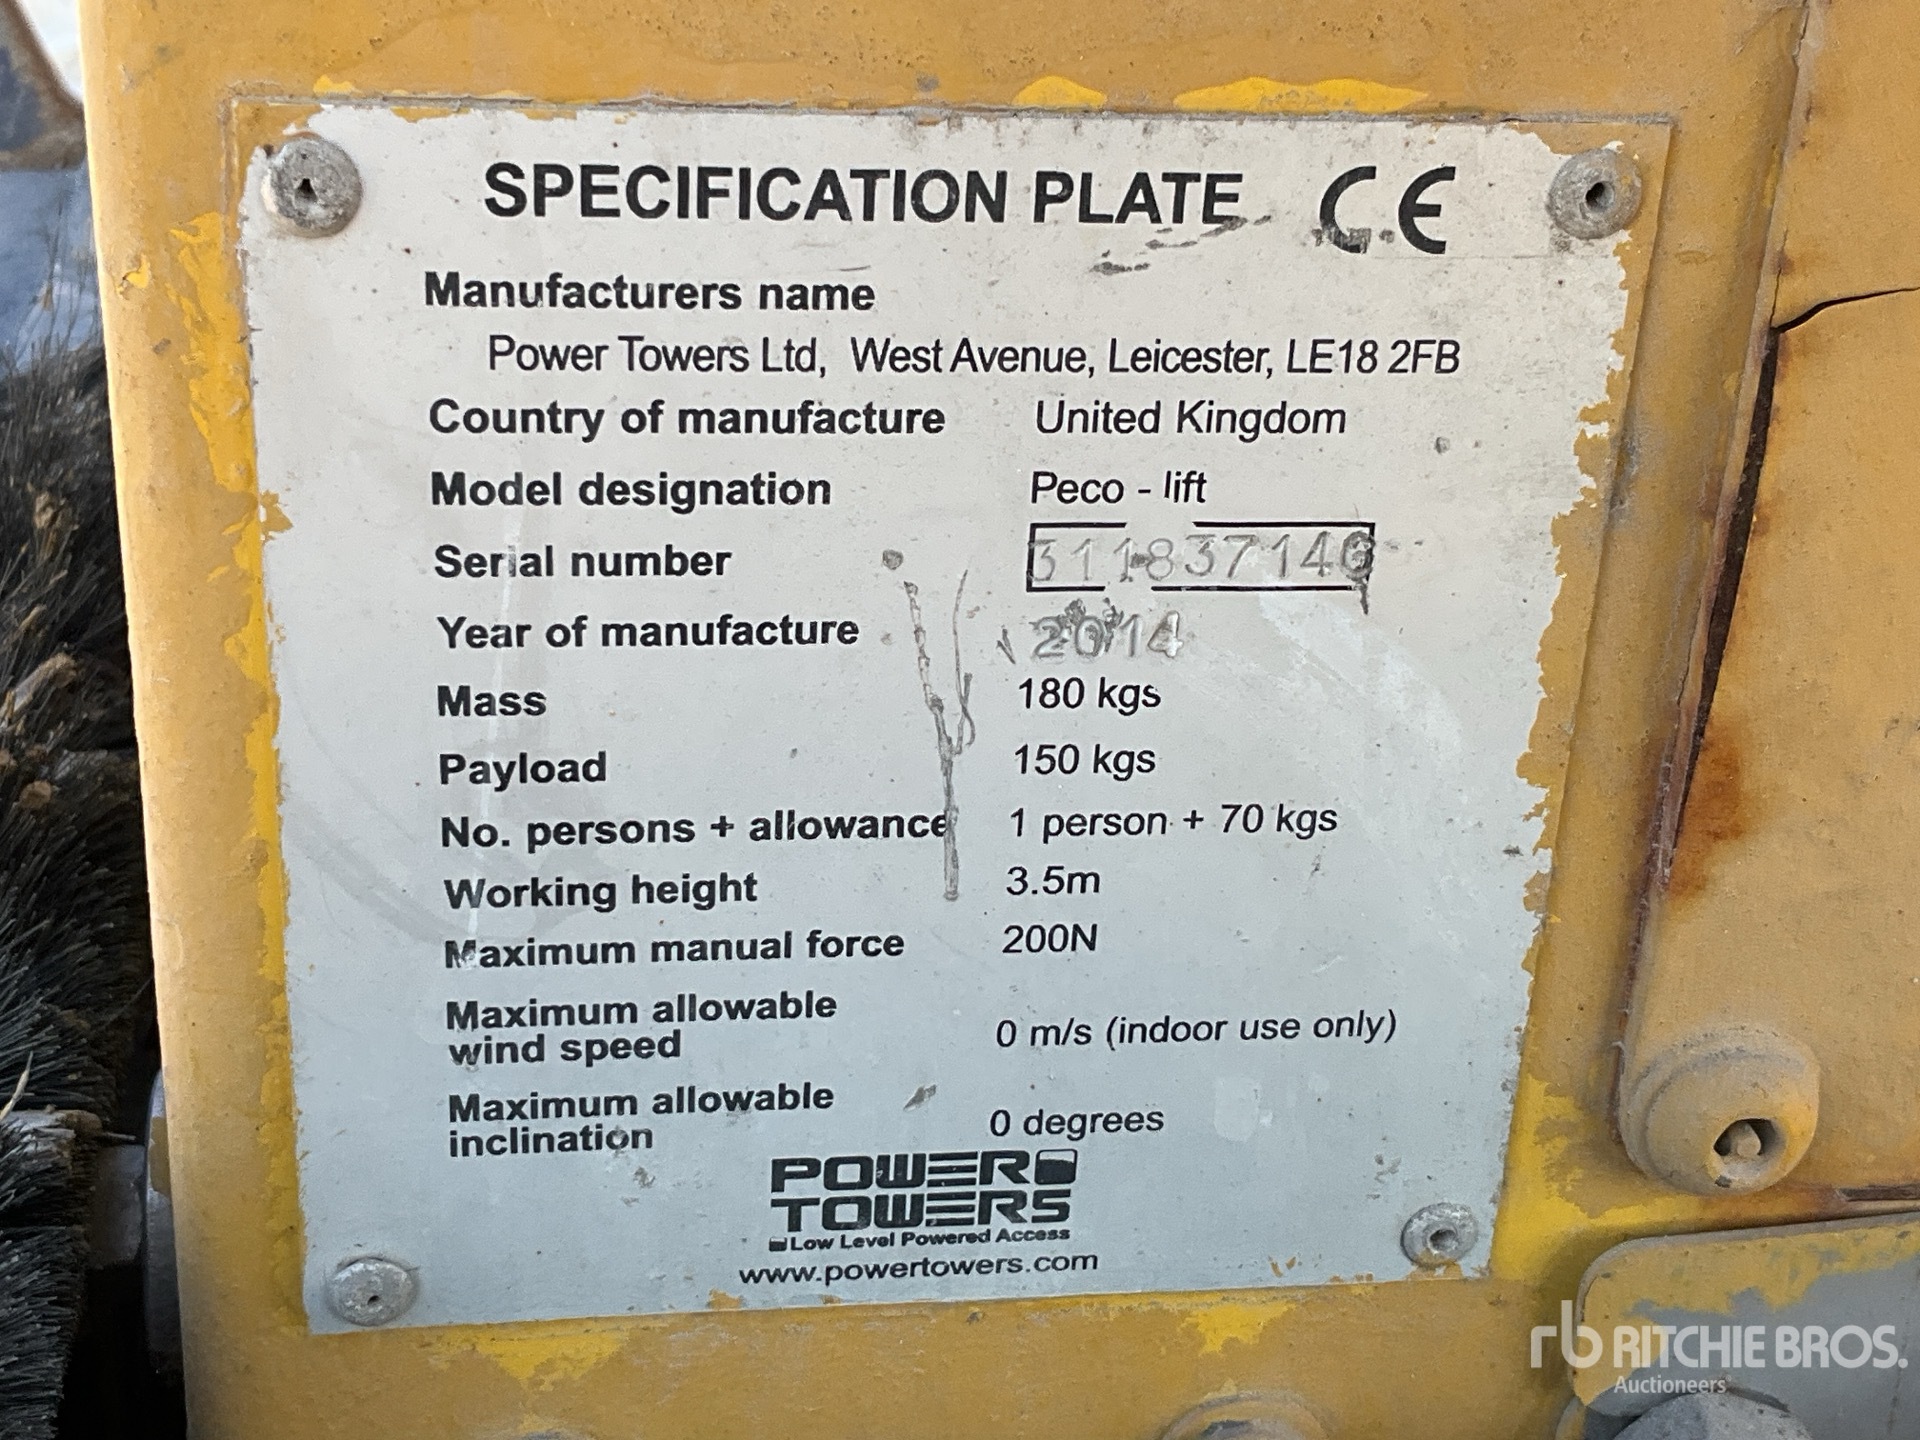 SPECIFICATION PLATE CE
Manufacturers name
Power Towers Ltd, West Avenue, Leicester, LE18 2FB
Country of manufacture United Kingdom
Model designation Peco - lift
Serial number
Year of manufacture 2014
Mass 180 kgs
Payload 150 kgs
No. persons + allowance 1 person + 70 kgs
Working height 3.5m
Maximum manual force 200N
Maximum allowable
wind speed 0 m/s (indoor use only)
Maximum allowable
inclination 0 degrees
POWER
TOWERS
Low Level Powered Access
www.powertowers.com
rb RITCHIE BROS.
Auctioneers